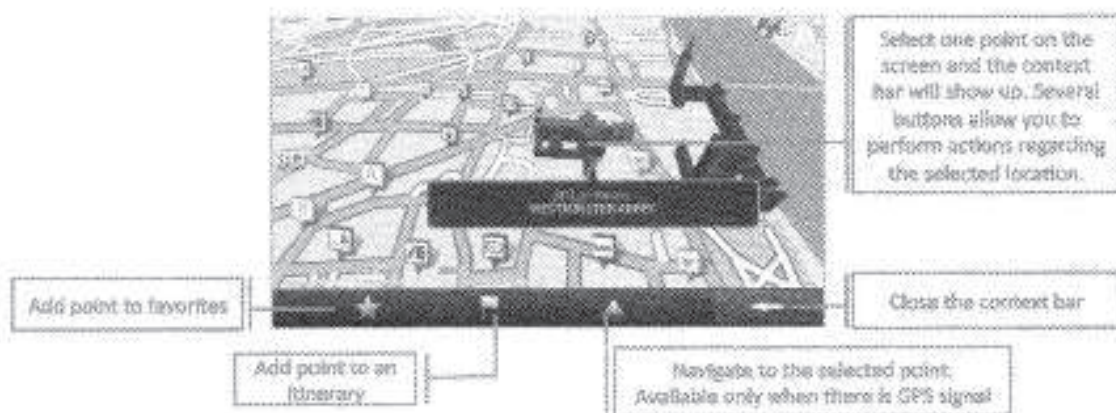 Select one point on the
screen and the context
bar will show up. Several
buttons allow you to
perform actions regarding
the selected location.
WESTMINSTER ABBEY
Add point to favorites
Close the context bar
Add point to an
itinerary
Navigate to the selected point.
Available only when there is GPS signal